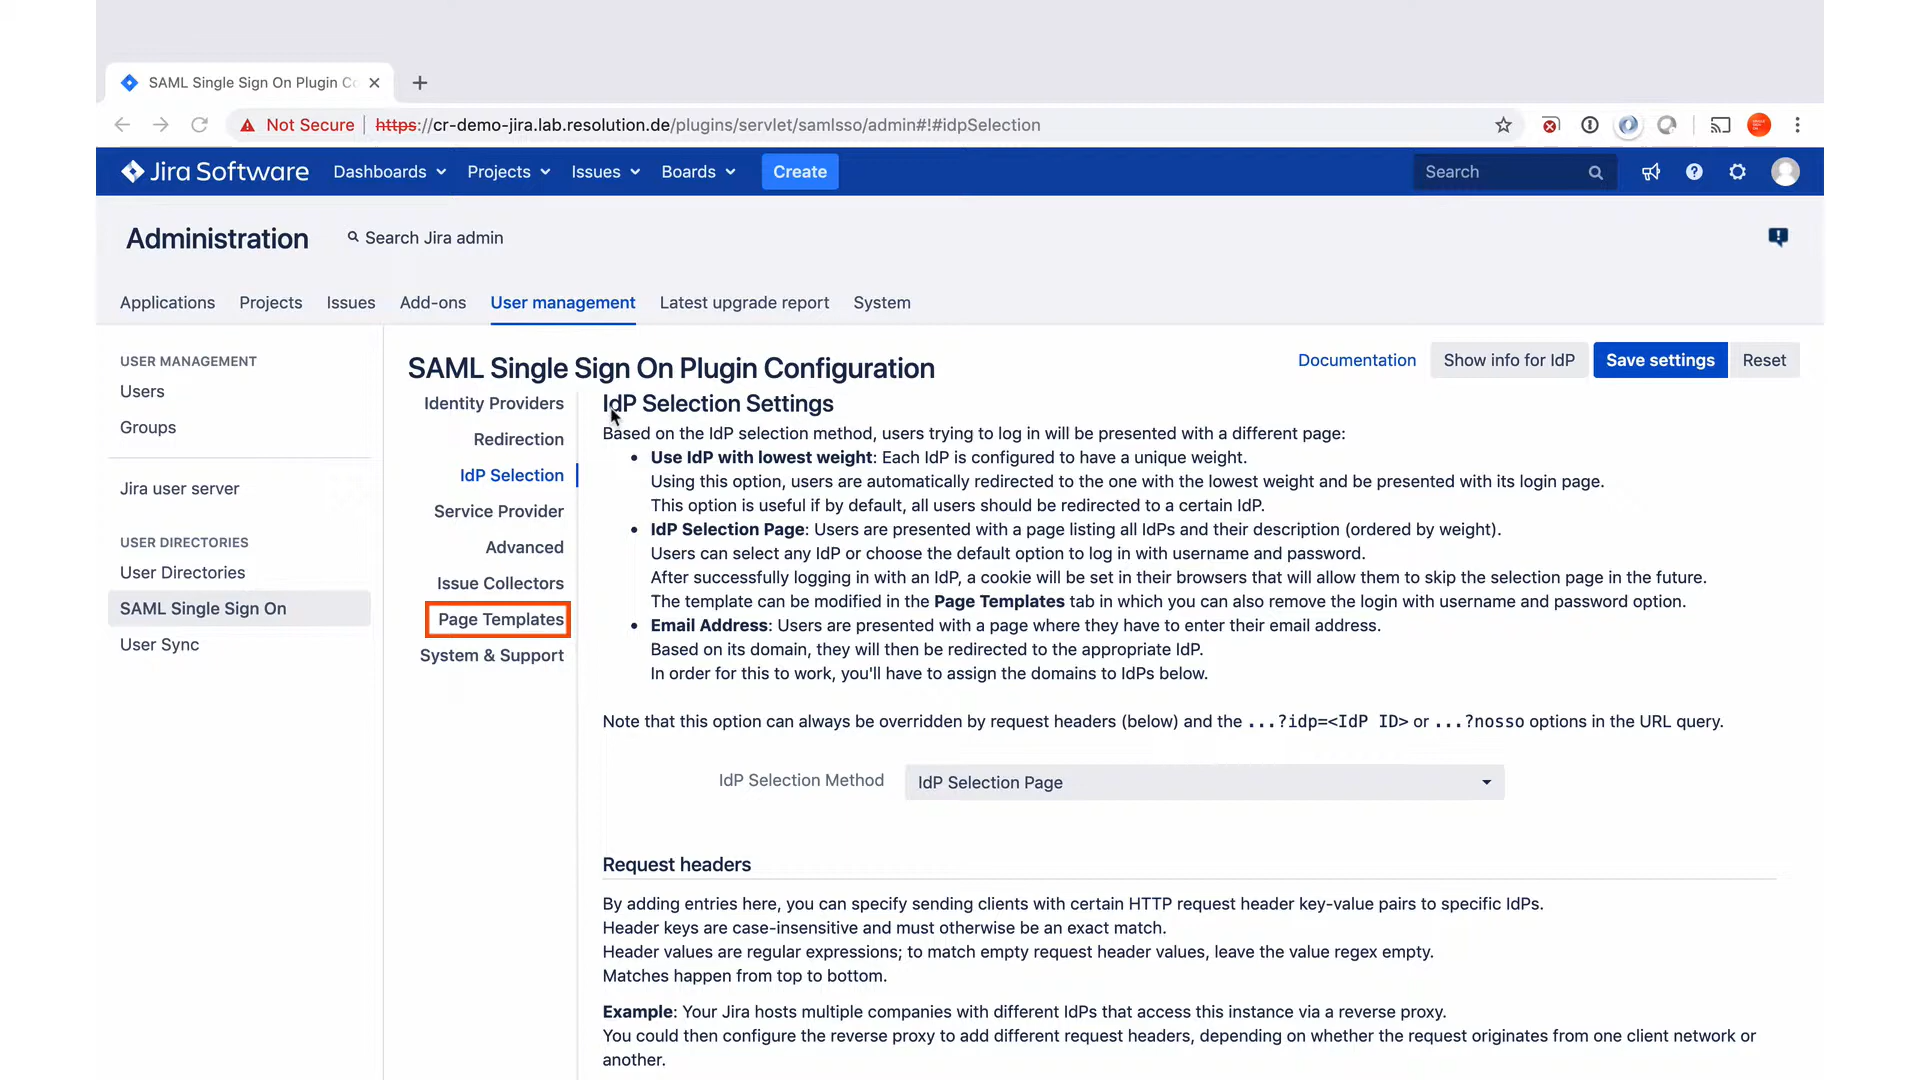 SAML Single Sign On Plugin Co
Not Secure
https://cr-demo-jira.lab.resolution.de/plugins/servlet/samlsso/admin#!#idpSelection
Jira Software Dashboards Projects Issues Boards Create Search
Administration Search Jira admin
Applications Projects Issues Add-ons User management Latest upgrade report System
USER MANAGEMENT
Users
Groups
Jira user server
USER DIRECTORIES
User Directories
SAML Single Sign On
User Sync
SAML Single Sign On Plugin Configuration
Documentation Show info for IdP Save settings Reset
Identity Providers
Redirection
IdP Selection
Service Provider
Advanced
Issue Collectors
Page Templates
System & Support
IdP Selection Settings
Based on the IdP selection method, users trying to log in will be presented with a different page:
• Use IdP with lowest weight: Each IdP is configured to have a unique weight.
Using this option, users are automatically redirected to the one with the lowest weight and be presented with its login page.
This option is useful if by default, all users should be redirected to a certain IdP.
• IdP Selection Page: Users are presented with a page listing all IdPs and their description (ordered by weight).
Users can select any IdP or choose the default option to log in with username and password.
After successfully logging in with an IdP, a cookie will be set in their browsers that will allow them to skip the selection page in the future.
The template can be modified in the Page Templates tab in which you can also remove the login with username and password option.
• Email Address: Users are presented with a page where they have to enter their email address.
Based on its domain, they will then be redirected to the appropriate IdP.
In order for this to work, you'll have to assign the domains to IdPs below.
Note that this option can always be overridden by request headers (below) and the ...?idp=<IdP ID> or ...?nosso options in the URL query.
IdP Selection Method IdP Selection Page
Request headers
By adding entries here, you can specify sending clients with certain HTTP request header key-value pairs to specific IdPs.
Header keys are case-insensitive and must otherwise be an exact match.
Header values are regular expressions; to match empty request header values, leave the value regex empty.
Matches happen from top to bottom.
Example: Your Jira hosts multiple companies with different IdPs that access this instance via a reverse proxy.
You could then configure the reverse proxy to add different request headers, depending on whether the request originates from one client network or
another.